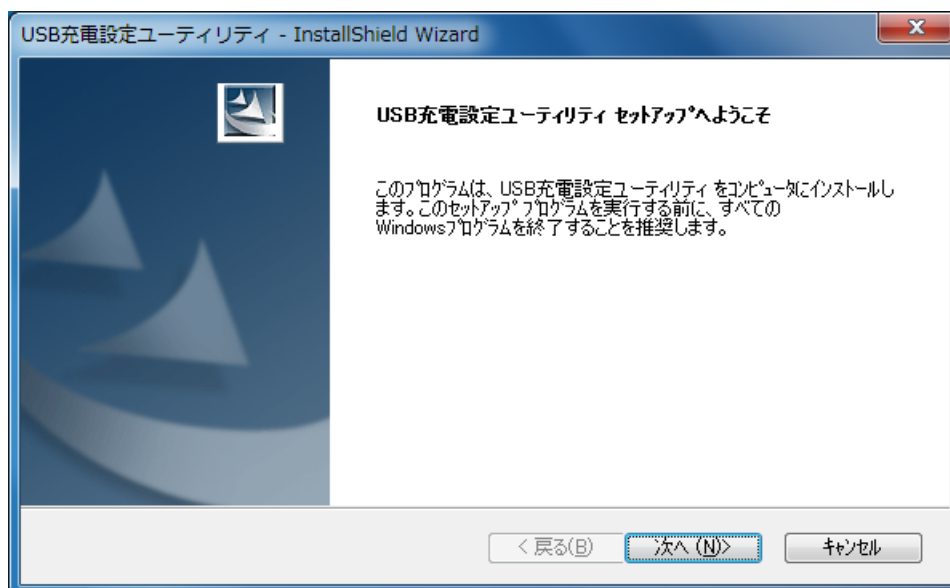 USB充電設定ユーティリティ - InstallShield Wizard
USB充電設定ユーティリティ ｾｯﾄｱｯﾌﾟへようこそ
このﾌﾟﾛｸﾞﾗﾑは、USB充電設定ユーティリティ をｺﾝﾋﾟｭｰﾀにｲﾝｽﾄｰﾙし
ます。このｾｯﾄｱｯﾌﾟ ﾌﾟﾛｸﾞﾗﾑを実行する前に、すべての
Windowsﾌﾟﾛｸﾞﾗﾑを終了することを推奨します。
< 戻る(B)
次へ (N)>
ｷｬﾝｾﾙ